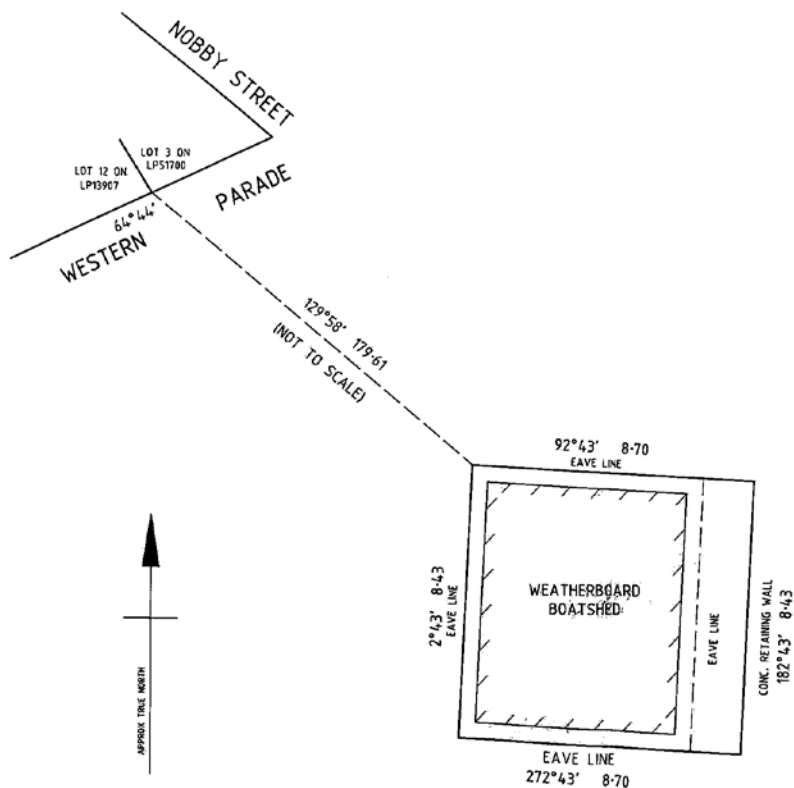 NOBBY STREET
LOT 3 ON
LP51700
LOT 12 ON
LP13907
PARADE
64°44'
WESTERN
129°58' 179·61
(NOT TO SCALE)
92°43' 8·70
EAVE LINE
2°43' 8·43
EAVE LINE
WEATHERBOARD
BOATSHED
EAVE LINE
CONC. RETAINING WALL
182°43' 8·43
APPROX TRUE NORTH
EAVE LINE
272°43' 8·70